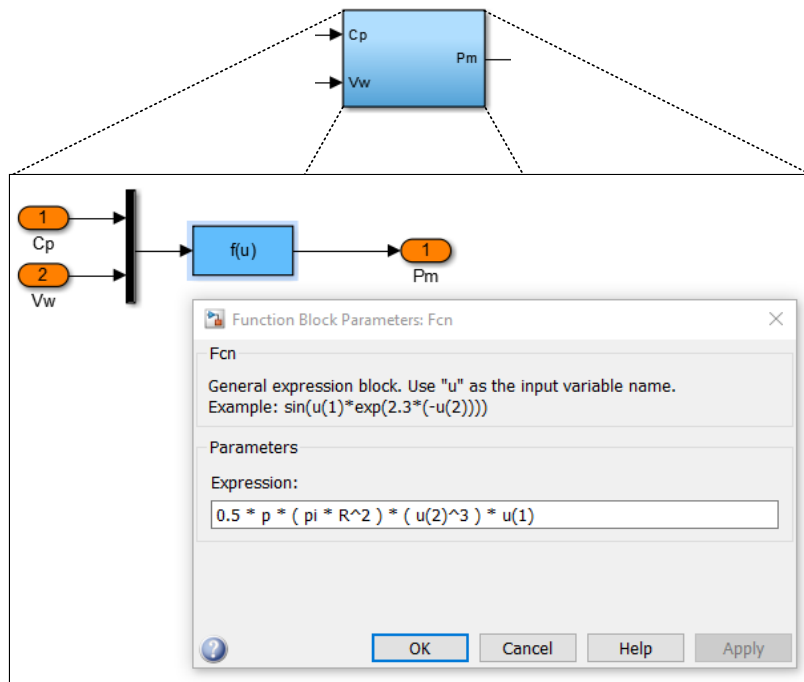 Cp
Pm
Vw
1
Cp
f(u)
1
Pm
2
Vw
Function Block Parameters: Fcn
Fcn
General expression block. Use "u" as the input variable name.
Example: sin(u(1)*exp(2.3*(-u(2))))
Parameters
Expression:
0.5 * p * ( pi * R^2 ) * ( u(2)^3 ) * u(1)
?
OK Cancel Help Apply